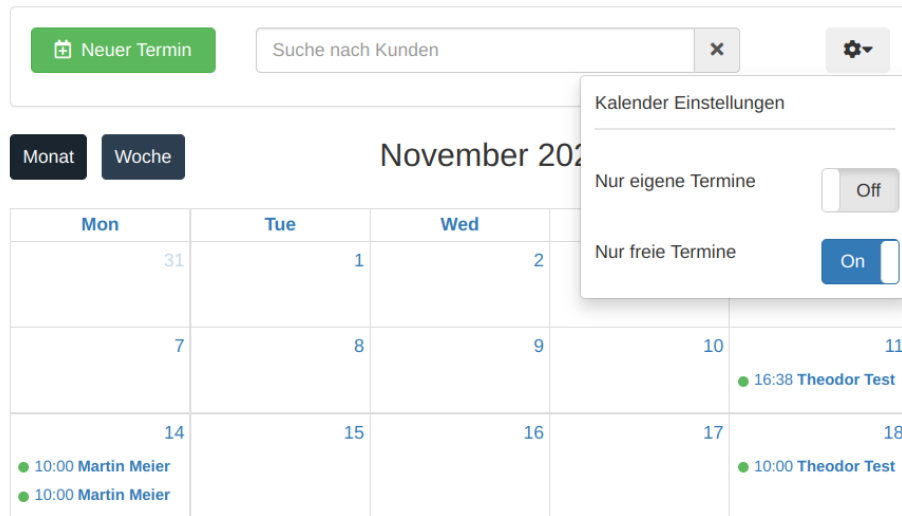 Neuer Termin
Suche nach Kunden
Kalender Einstellungen
Monat Woche
November 202
Nur eigene Termine Off
Nur freie Termine On
Mon Tue Wed
31 1 2
7 8 9 10 11
16:38 Theodor Test
14 15 16 17 18
10:00 Martin Meier 10:00 Theodor Test
10:00 Martin Meier